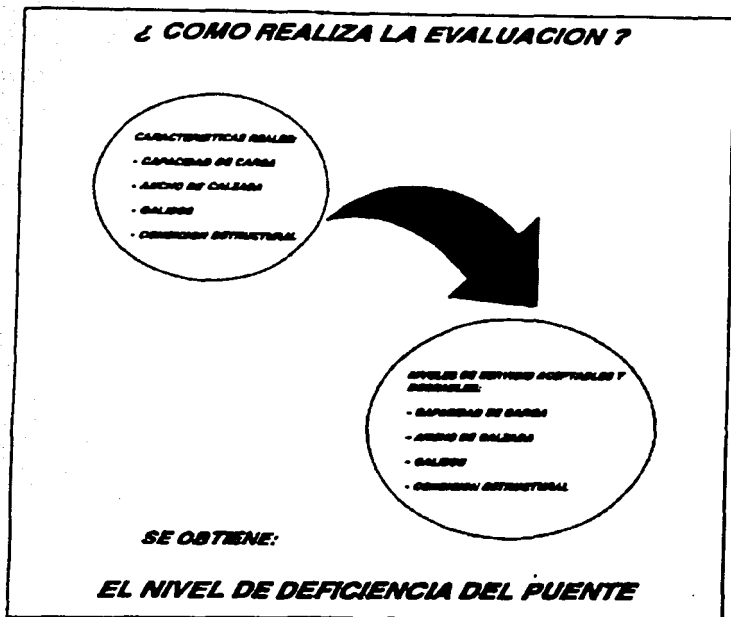 ¿ COMO REALIZA LA EVALUACION ?
CARACTERISTICAS REALES:
- CAPACIDAD DE CARGA
- ANCHO DE CALZADA
- GALIBOS
- CONDICION ESTRUCTURAL
NIVELES DE SERVICIO ACEPTABLES Y
DESEABLES:
- CAPACIDAD DE CARGA
- ANCHO DE CALZADA
- GALIBOS
- CONDICION ESTRUCTURAL
SE OBTIENE:
EL NIVEL DE DEFICIENCIA DEL PUENTE